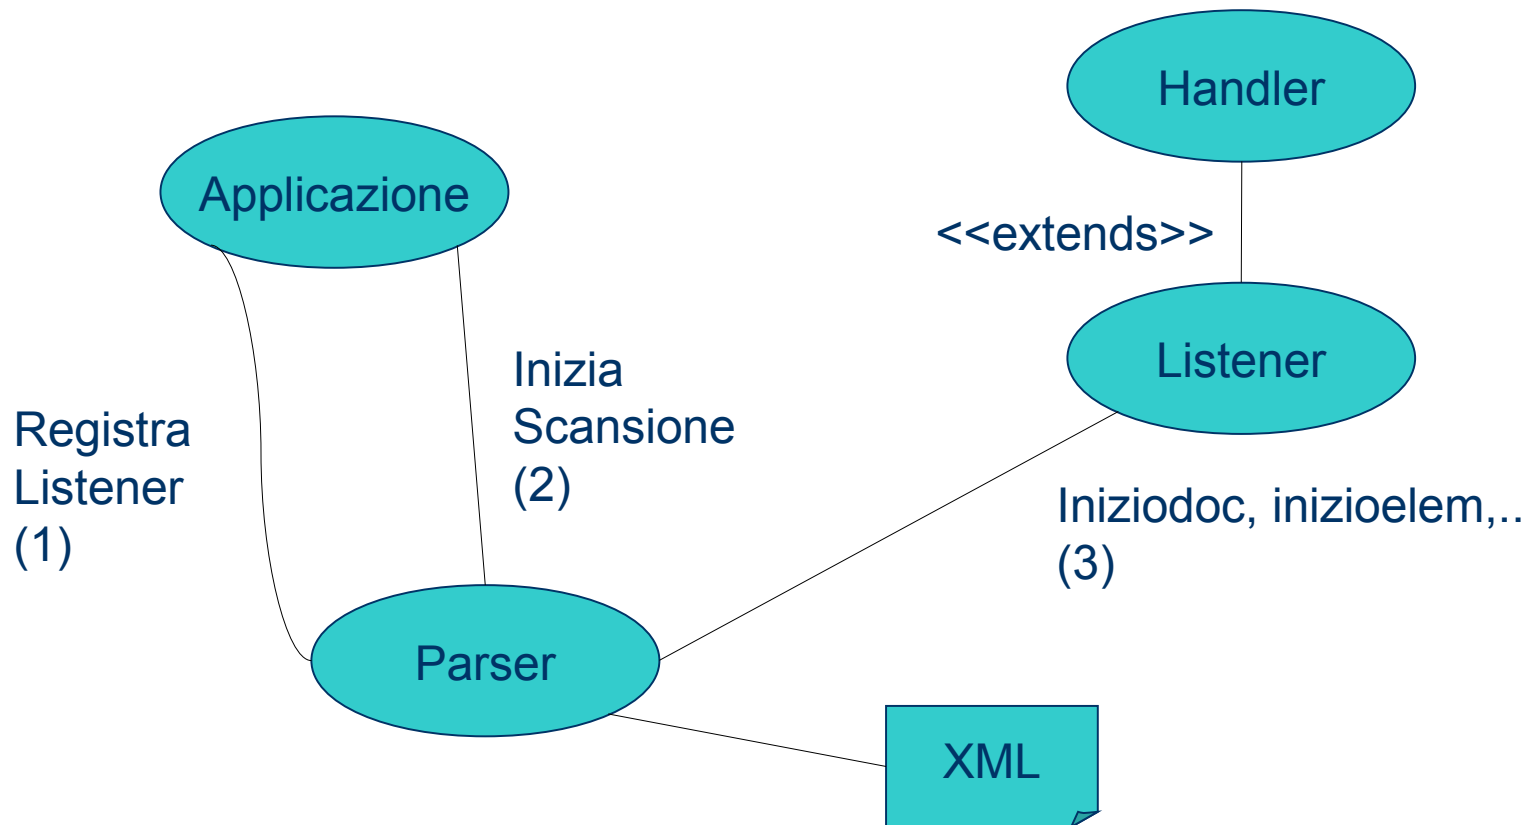 Handler
Applicazione
<<extends>>
Inizia
Scansione
(2)
Listener
Registra
Listener
(1)
Iniziodoc, inizioelem,..
(3)
Parser
XML